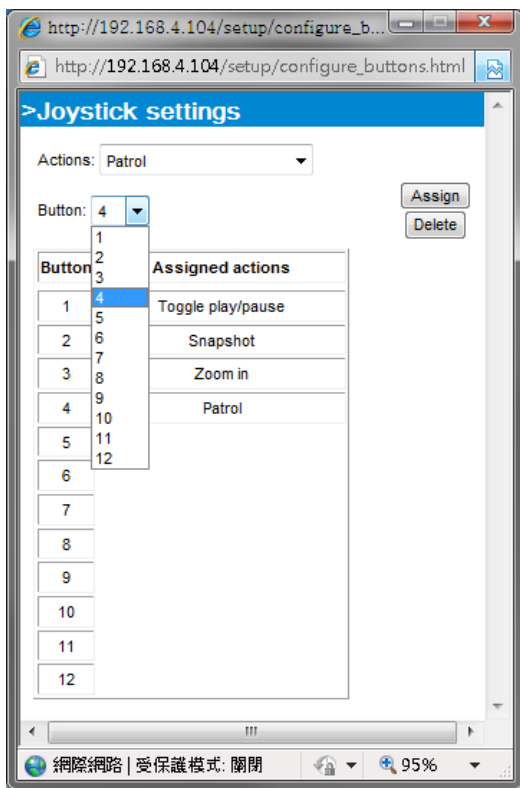 http://192.168.4.104/setup/configure_b...
http://192.168.4.104/setup/configure_buttons.html
>Joystick settings
Actions: Patrol
Assign
Button: 4
Delete
1
2
3
4
5
6
7
8
9
10
11
12
Button Assigned actions
1 Toggle play/pause
2 Snapshot
3 Zoom in
4 Patrol
5
6
7
8
9
10
11
12
網際網路 | 受保護模式: 關閉 95%